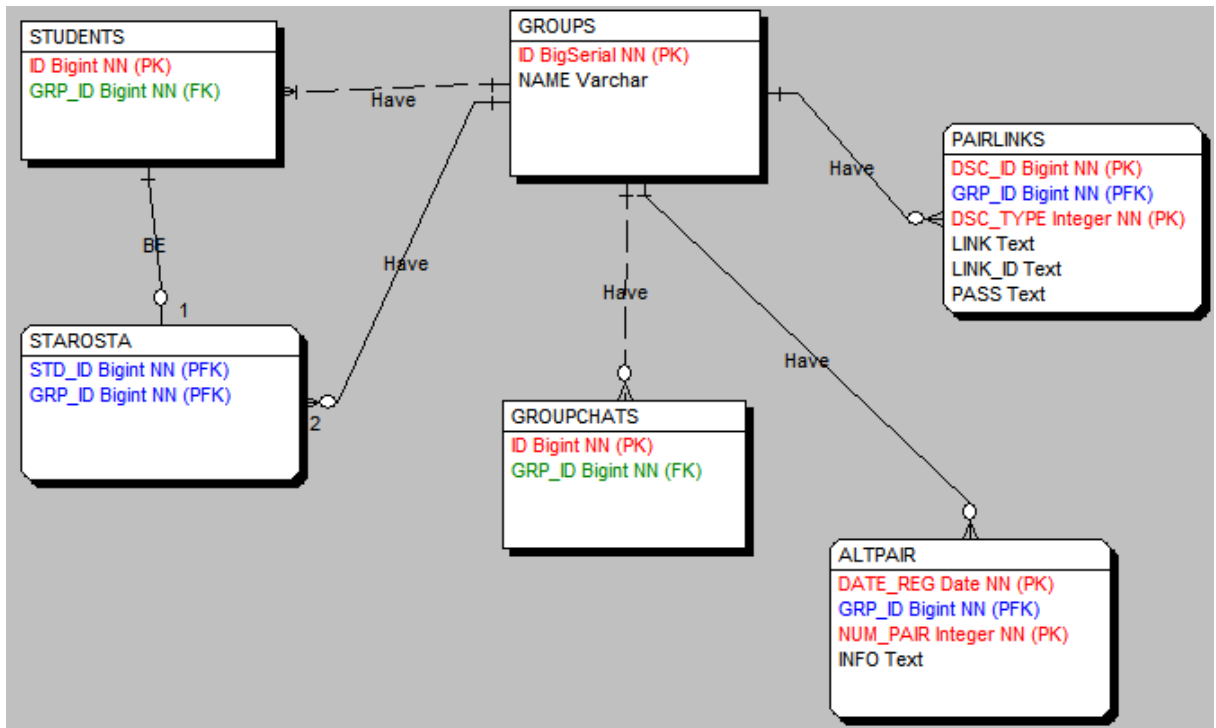 STUDENTS
ID Bigint NN (PK)
GRP_ID Bigint NN (FK)
GROUPS
ID BigSerial NN (PK)
NAME Varchar
Have
PAIRLINKS
DSC_ID Bigint NN (PK)
GRP_ID Bigint NN (PFK)
DSC_TYPE Integer NN (PK)
LINK Text
LINK_ID Text
PASS Text
Have
BE
Have
Have
1
STAROSTA
STD_ID Bigint NN (PFK)
GRP_ID Bigint NN (PFK)
2
Have
GROUPCHATS
ID Bigint NN (PK)
GRP_ID Bigint NN (FK)
ALTPAIR
DATE_REG Date NN (PK)
GRP_ID Bigint NN (PFK)
NUM_PAIR Integer NN (PK)
INFO Text